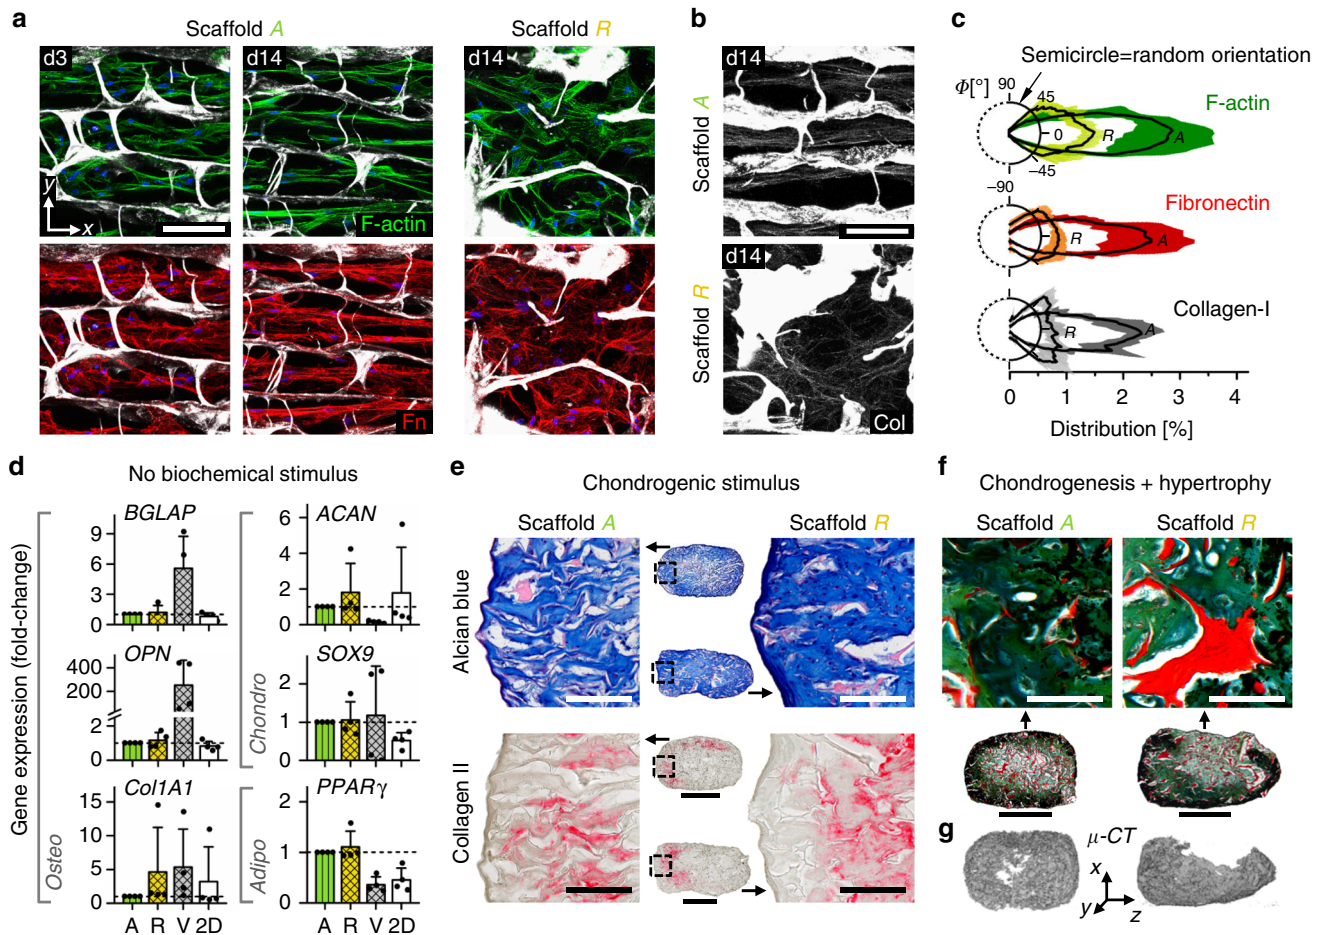 a
Scaffold A
Scaffold R
d3
d14
d14
y
x
F-actin
Fn
b
Scaffold A
d14
Scaffold R
d14
Col
c
Semicircle=random orientation
Φ[°]
90
45
0
−45
−90
F-actin
R
A
Fibronectin
R
A
Collagen-I
R
A
0 1 2 3 4
Distribution [%]
d
No biochemical stimulus
Gene expression (fold-change)
Osteo
BGLAP
9
6
3
0
OPN
400
200
2
0
Col1A1
15
10
5
0
A R V 2D
Chondro
ACAN
6
4
2
0
SOX9
2
1
0
Adipo
PPARγ
2
1
0
A R V 2D
e
Chondrogenic stimulus
Scaffold A
Scaffold R
Alcian blue
Collagen II
f
Chondrogenesis + hypertrophy
Scaffold A
Scaffold R
g
μ-CT
x
y
z